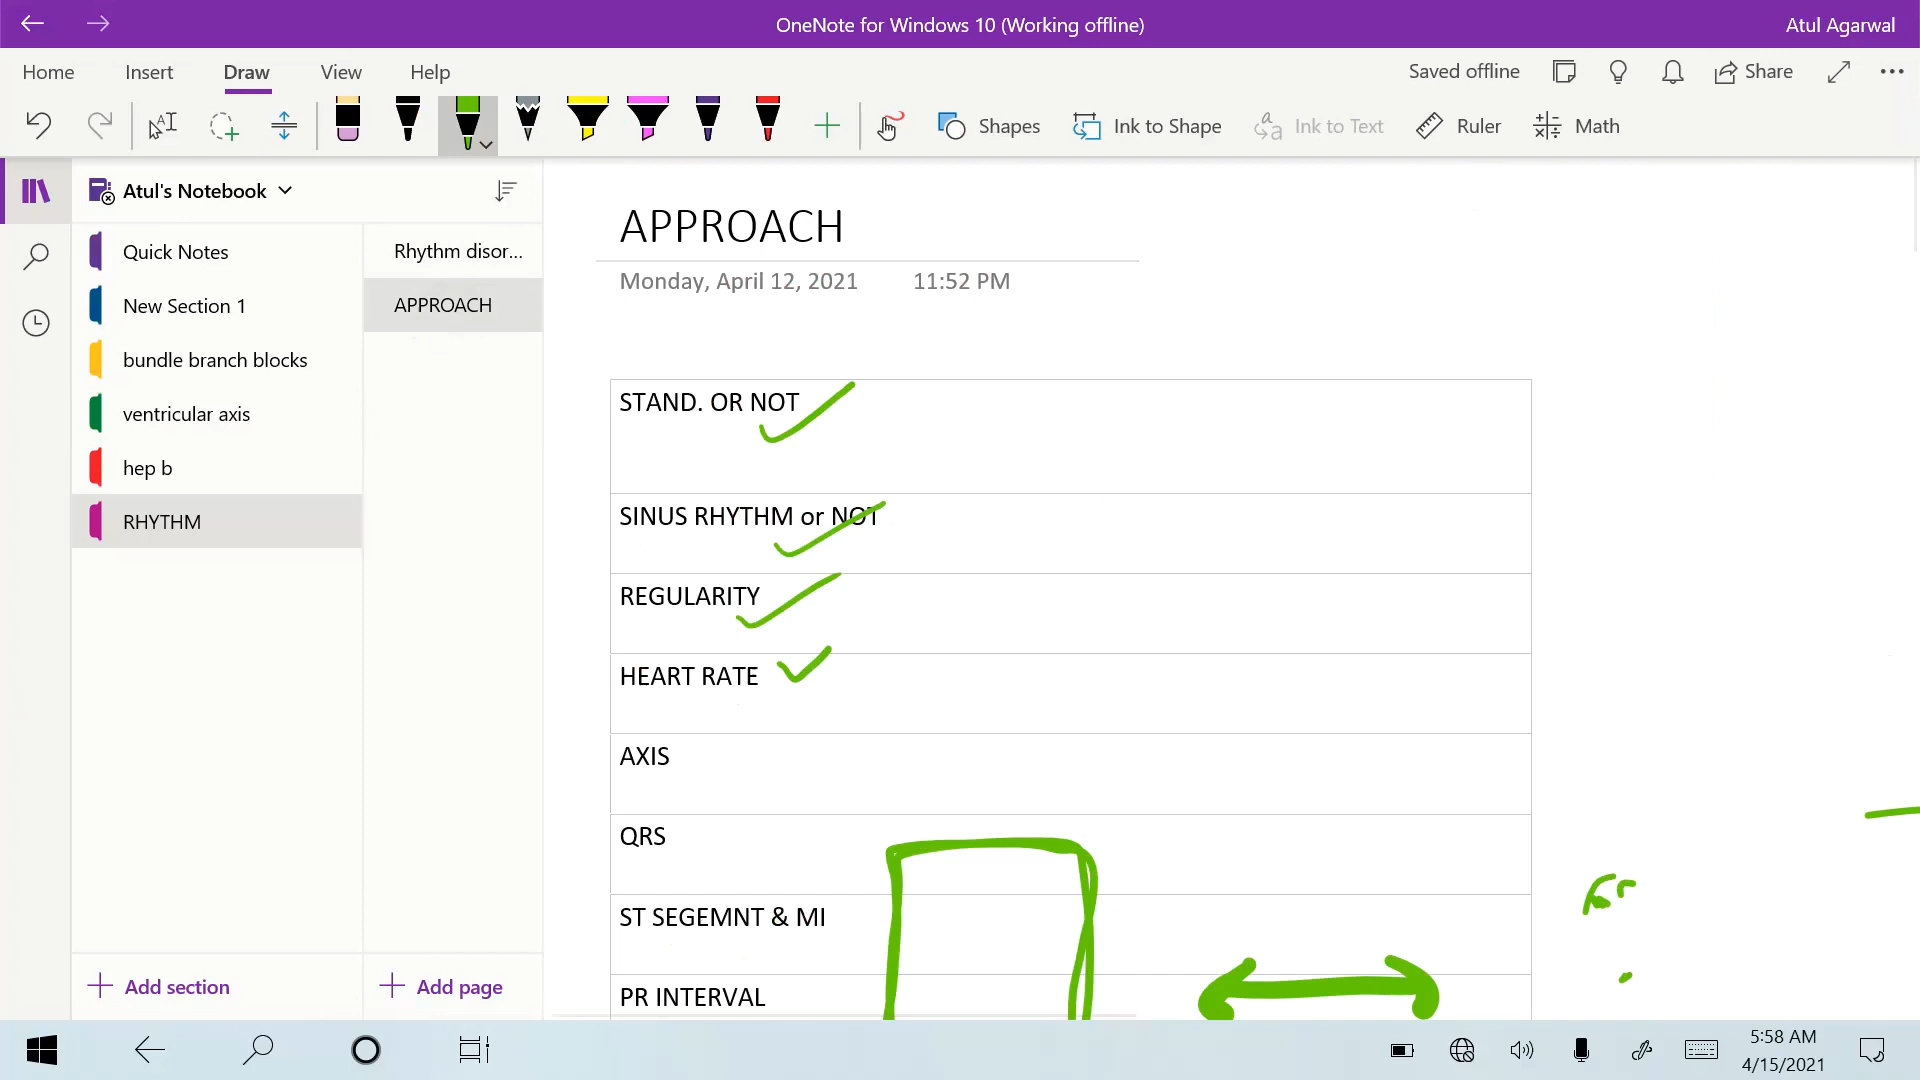 OneNote for Windows 10 (Working offline)
Atul Agarwal
Home
Insert
Draw
View
Help
Saved offline
Share
Shapes
Ink to Shape
Ink to Text
Ruler
Math
Atul's Notebook
Quick Notes
New Section 1
bundle branch blocks
ventricular axis
hep b
RHYTHM
Rhythm disor...
APPROACH
APPROACH
Monday, April 12, 2021 11:52 PM
STAND. OR NOT
SINUS RHYTHM or NOT
REGULARITY
HEART RATE
AXIS
QRS
ST SEGEMNT & MI
PR INTERVAL
Add section
Add page
5:58 AM
4/15/2021